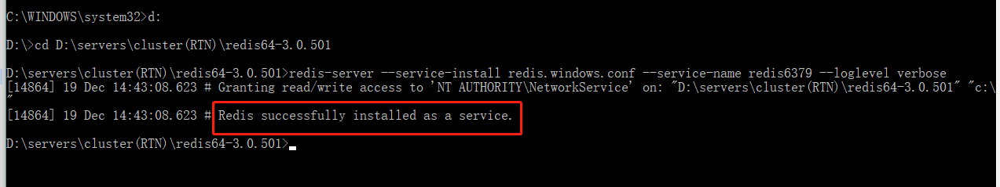 C:\WINDOWS\system32>d:
D:\>cd D:\servers\cluster(RTN)\redis64-3.0.501
D:\servers\cluster(RTN)\redis64-3.0.501>redis-server --service-install redis.windows.conf --service-name redis6379 --loglevel verbose
[14864] 19 Dec 14:43:08.623 # Granting read/write access to 'NT AUTHORITY\NetworkService' on: "D:\servers\cluster(RTN)\redis64-3.0.501" "c:\
"
[14864] 19 Dec 14:43:08.623 # Redis successfully installed as a service.
D:\servers\cluster(RTN)\redis64-3.0.501>